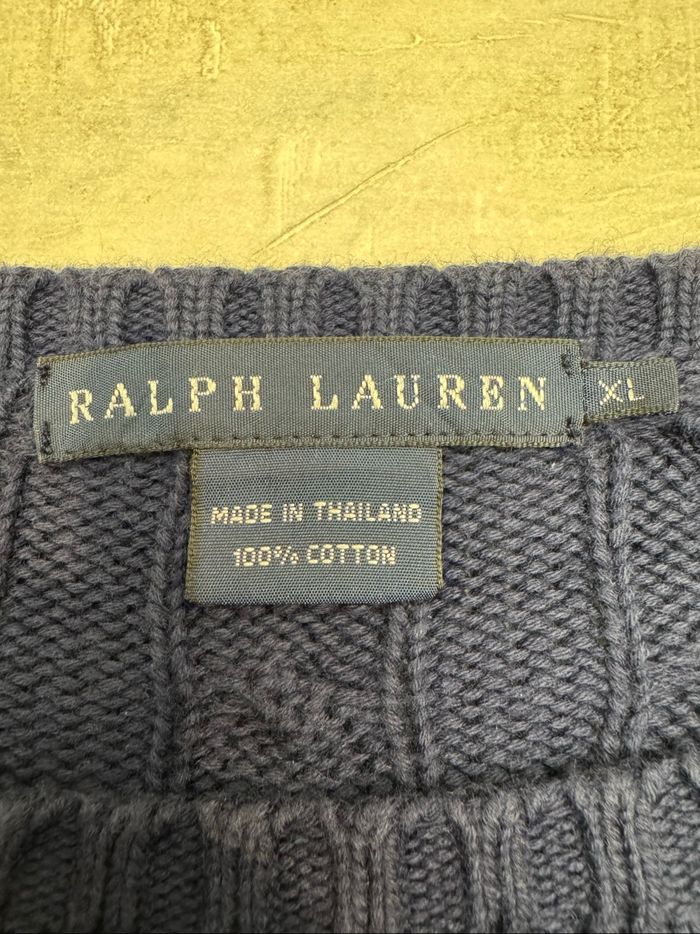 RALPH LAUREN XL
MADE IN THAILAND
100% COTTON